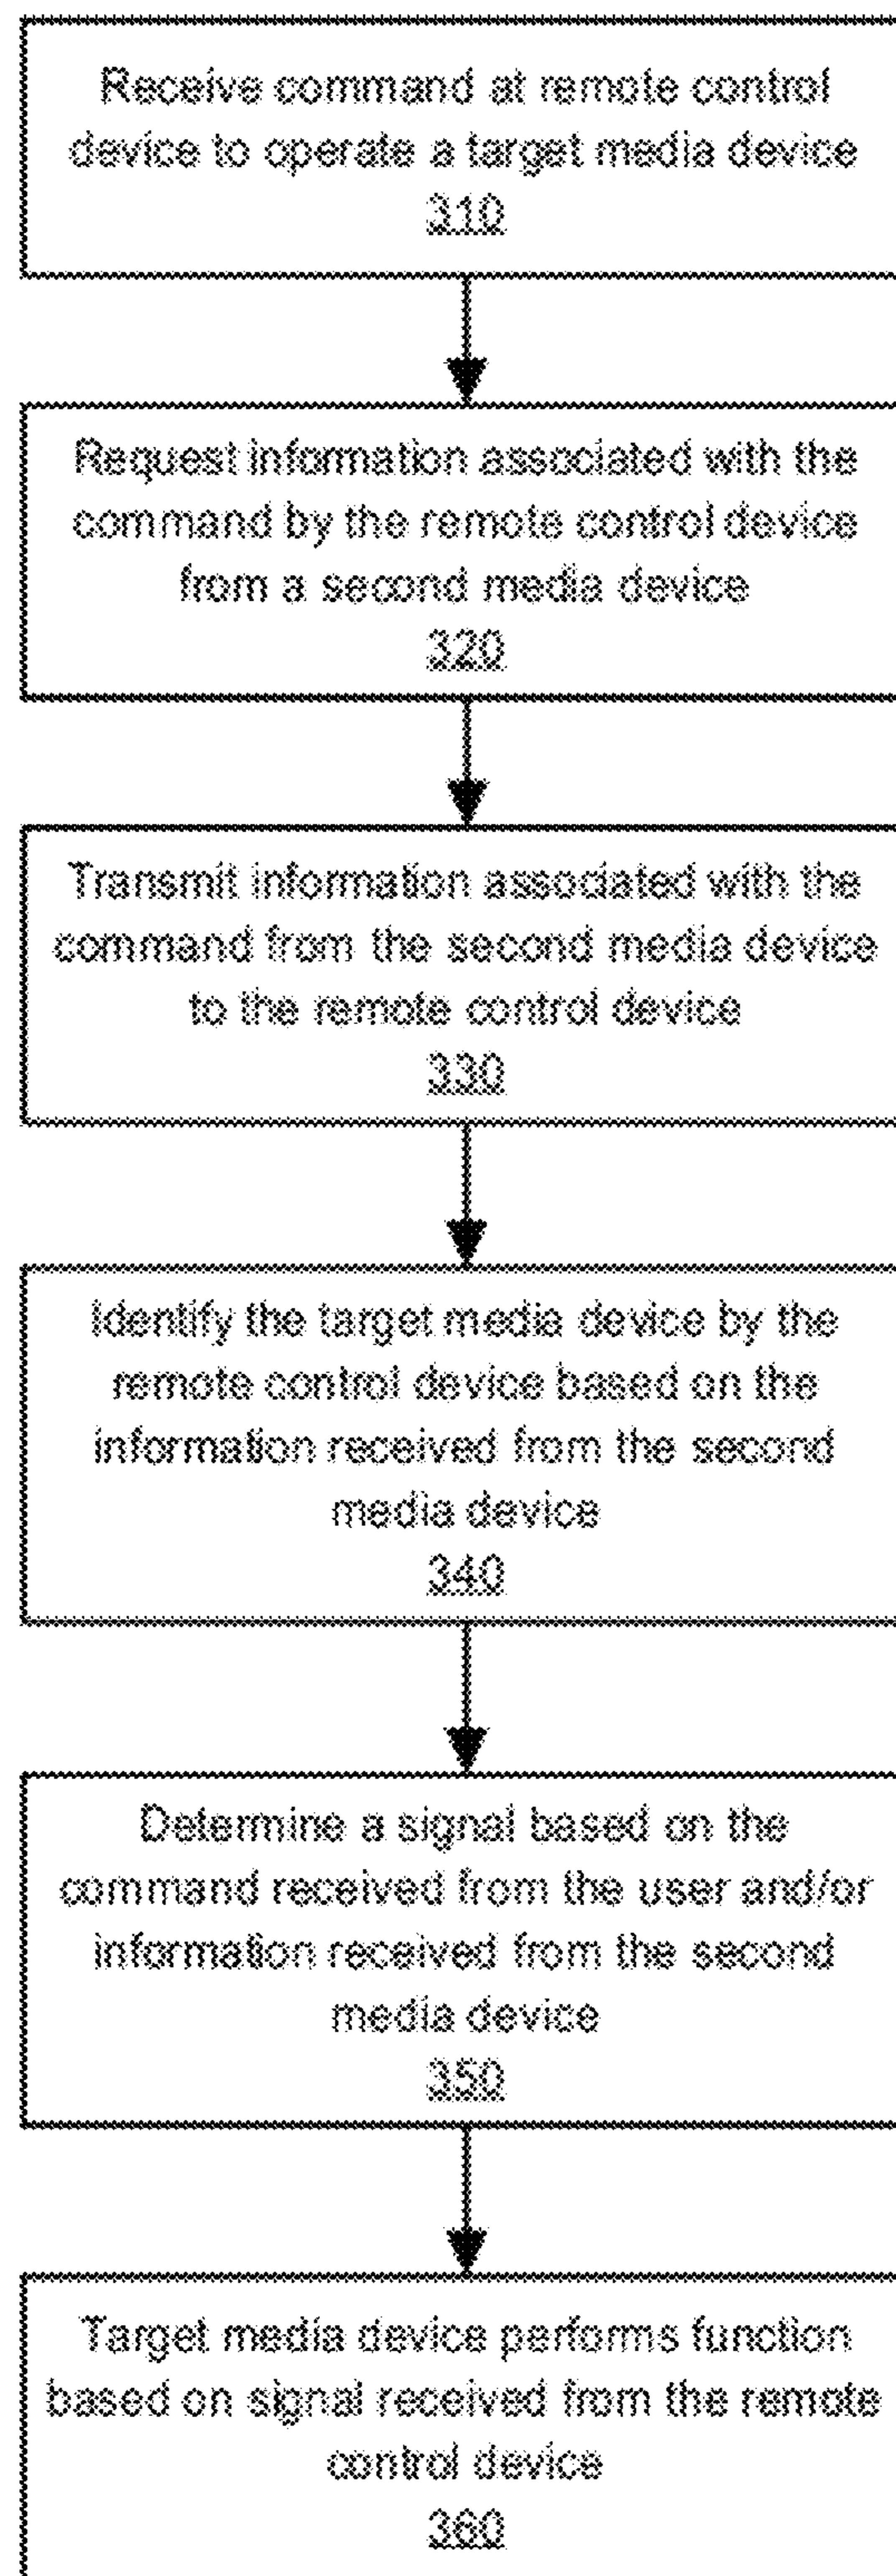 Receive command at remote control
device to operate a target media device
310
Request information associated with the
command by the remote control device
from a second media device
320
Transmit information associated with the
command from the second media device
to the remote control device
330
Identify the target media device by the
remote control device based on the
information received from the second
media device
340
Determine a signal based on the
command received from the user and/or
information received from the second
media device
350
Target media device performs function
based on signal received from the remote
control device
360